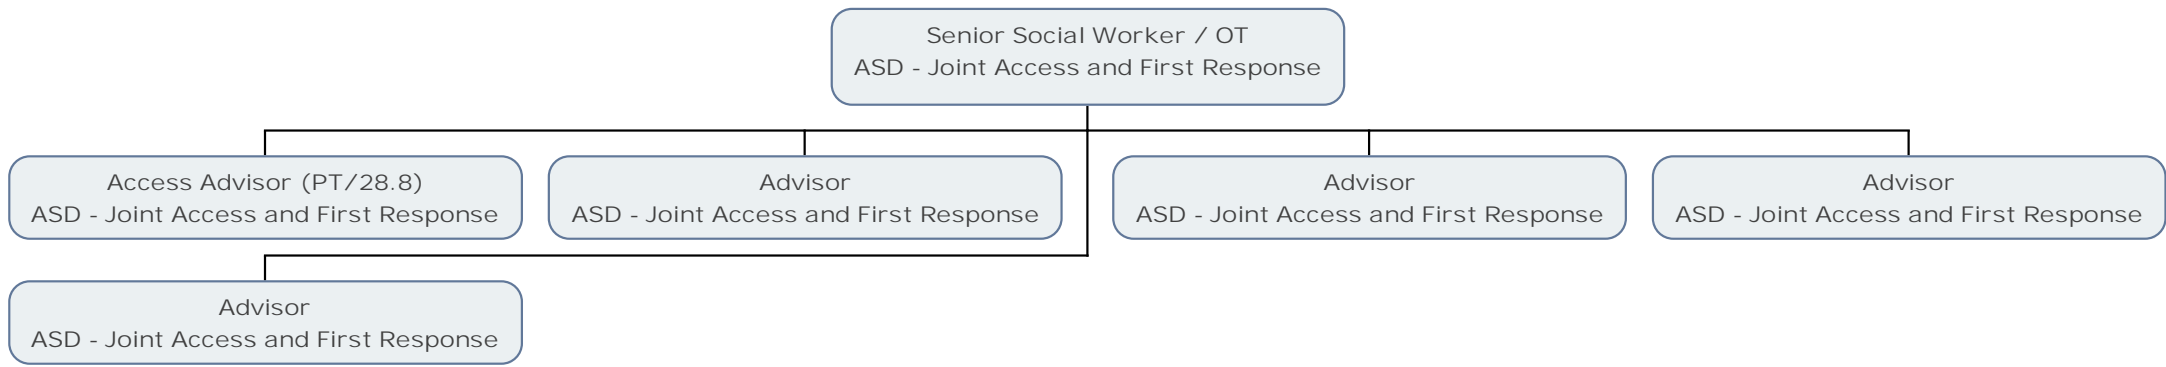 Senior Social Worker / OT
ASD - Joint Access and First Response
Access Advisor (PT/28.8)
ASD - Joint Access and First Response
Advisor
ASD - Joint Access and First Response
Advisor
ASD - Joint Access and First Response
Advisor
ASD - Joint Access and First Response
Advisor
ASD - Joint Access and First Response